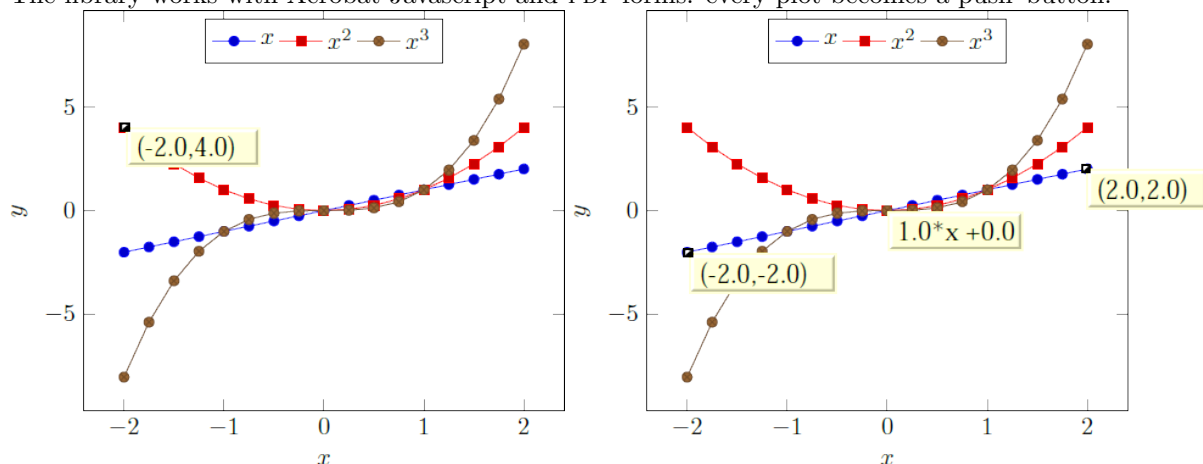 The library works with Acrobat Javascript and PDF forms: every plot becomes a push-button.
x x² x³
5
(-2.0,4.0)
0
y
−5
−2 −1 0 1 2
x
x x² x³
5
(2.0,2.0)
0
y
1.0*x +0.0
(-2.0,-2.0)
−5
−2 −1 0 1 2
x